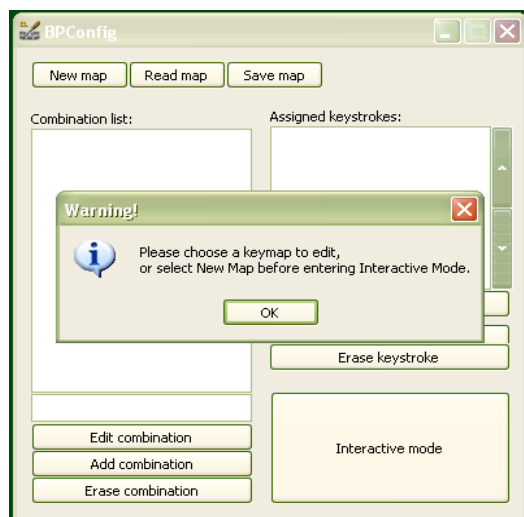 BPConfig
New map
Read map
Save map
Combination list:
Assigned keystrokes:
Warning!
Please choose a keymap to edit,
or select New Map before entering Interactive Mode.
OK
Erase keystroke
Interactive mode
Edit combination
Add combination
Erase combination